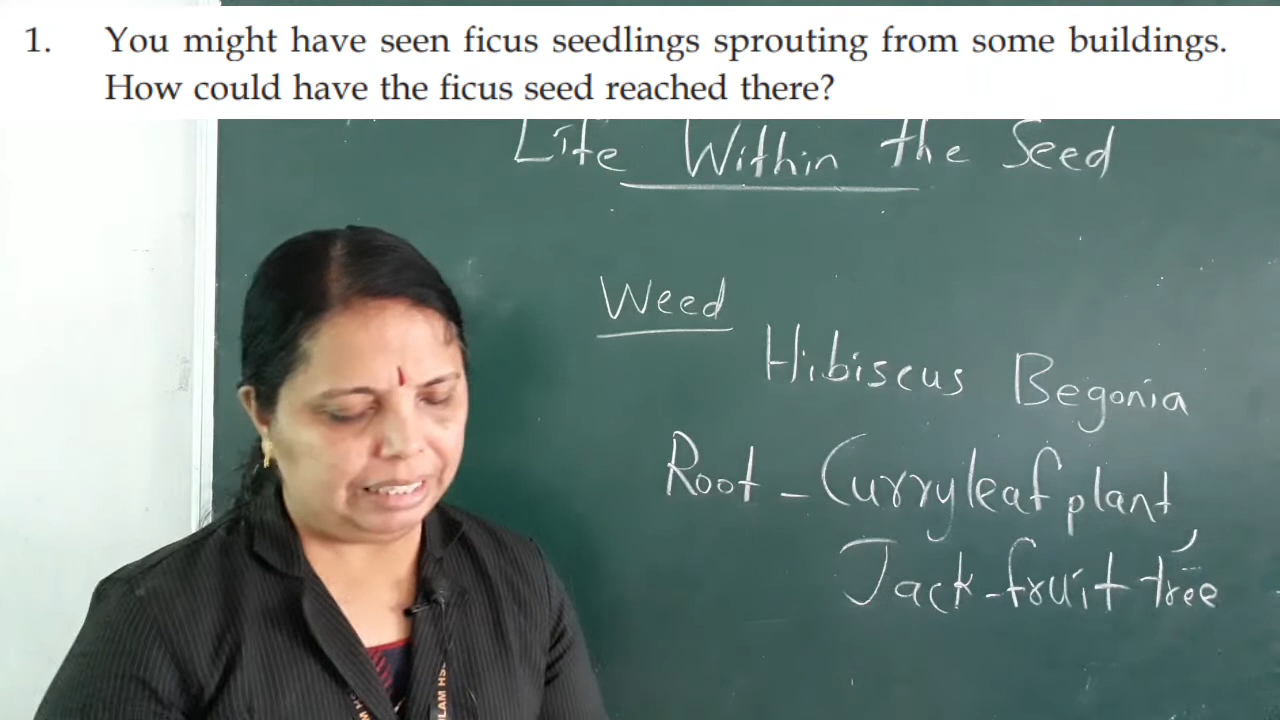 1. You might have seen ficus seedlings sprouting from some buildings.
How could have the ficus seed reached there?
Life Within the Seed
Weed
Hibiscus Begonia
Root - Curryleaf plant,
Jack-fruit tree